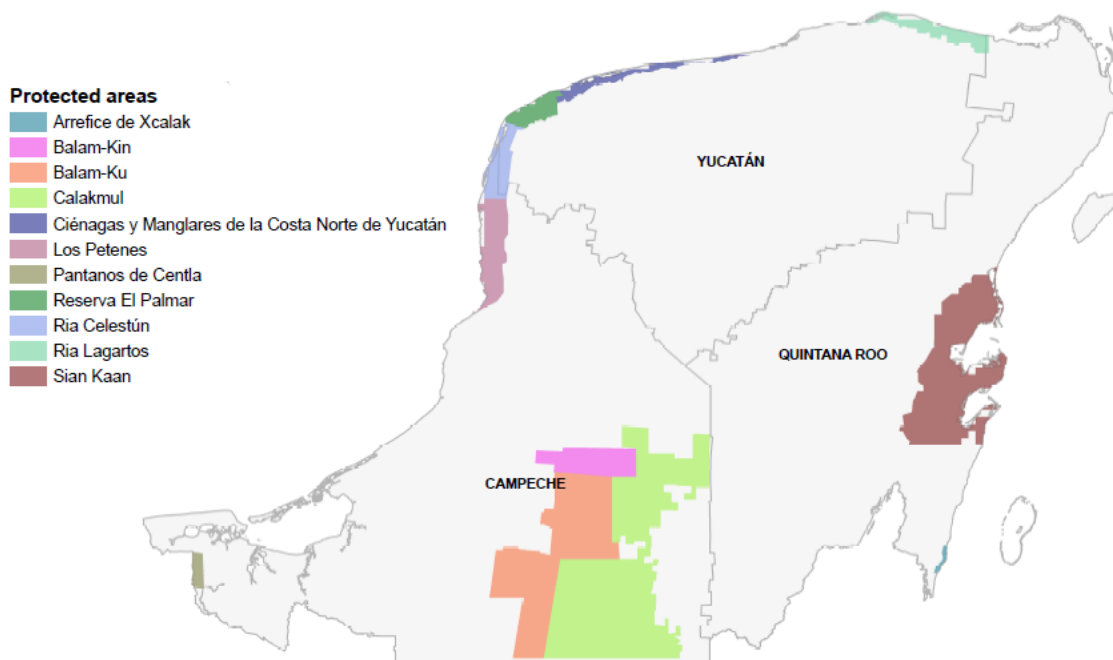 Protected areas
Arrefice de Xcalak
Balam-Kin
Balam-Ku
Calakmul
Ciénagas y Manglares de la Costa Norte de Yucatán
Los Petenes
Pantanos de Centla
Reserva El Palmar
Ria Celestún
Ria Lagartos
Sian Kaan
YUCATÁN
QUINTANA ROO
CAMPECHE